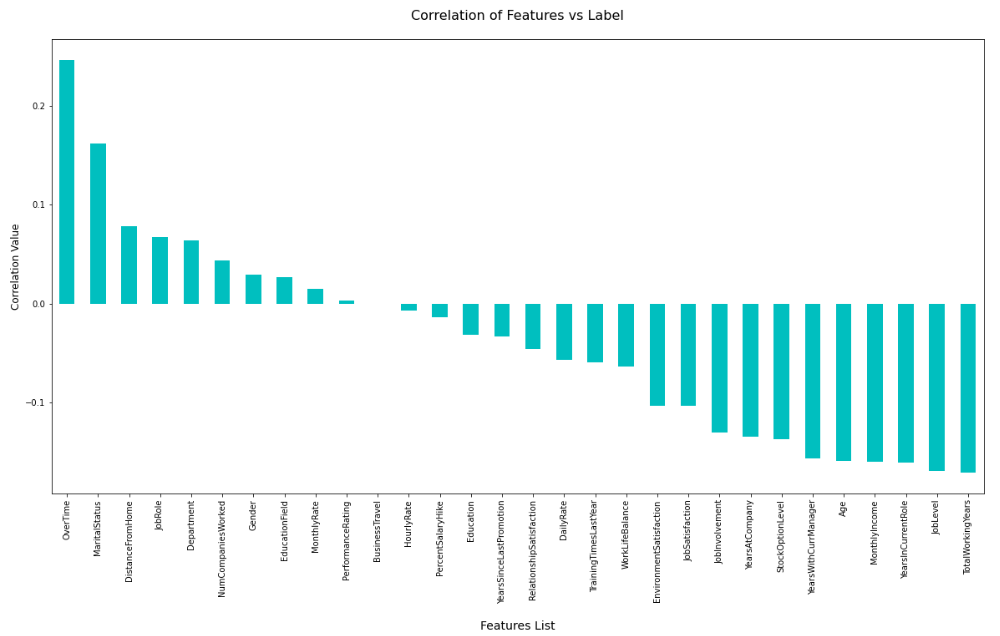 Correlation of Features vs Label
Correlation Value
0.2
0.1
0.0
−0.1
OverTime
MaritalStatus
DistanceFromHome
JobRole
Department
NumCompaniesWorked
Gender
EducationField
MonthlyRate
PerformanceRating
BusinessTravel
HourlyRate
PercentSalaryHike
Education
YearsSinceLastPromotion
RelationshipSatisfaction
DailyRate
TrainingTimesLastYear
WorkLifeBalance
EnvironmentSatisfaction
JobSatisfaction
JobInvolvement
YearsAtCompany
StockOptionLevel
YearsWithCurrManager
Age
MonthlyIncome
YearsInCurrentRole
JobLevel
TotalWorkingYears
Features List